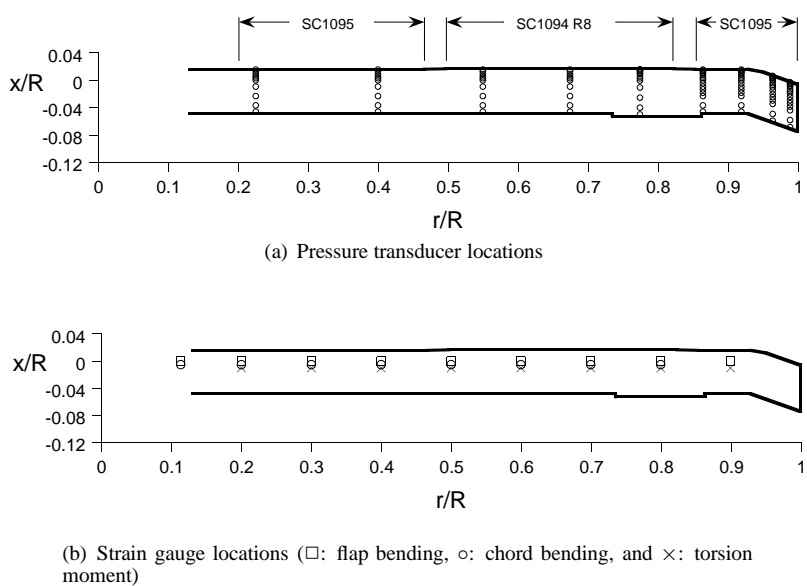 SC1095 SC1094 R8 SC1095
0.04
x/R
0
-0.04
-0.08
-0.12
0 0.1 0.2 0.3 0.4 0.5 0.6 0.7 0.8 0.9 1
r/R
(a) Pressure transducer locations
0.04
x/R
0
-0.04
-0.08
-0.12
0 0.1 0.2 0.3 0.4 0.5 0.6 0.7 0.8 0.9 1
r/R
(b) Strain gauge locations (□: flap bending, ○: chord bending, and ×: torsion
moment)